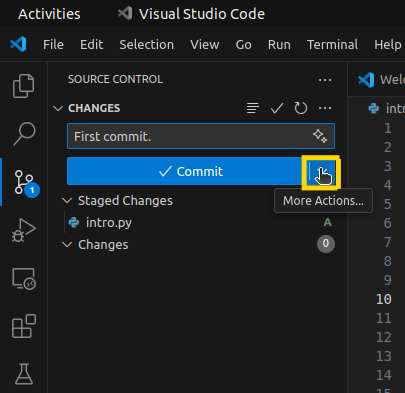 Activities Visual Studio Code
File Edit Selection View Go Run Terminal Help
SOURCE CONTROL
Welc
CHANGES
intro
First commit.
Commit
More Actions...
1
Staged Changes
intro.py A
Changes 0
1
2
3
4
5
6
7
8
9
10
11
12
13
14
15